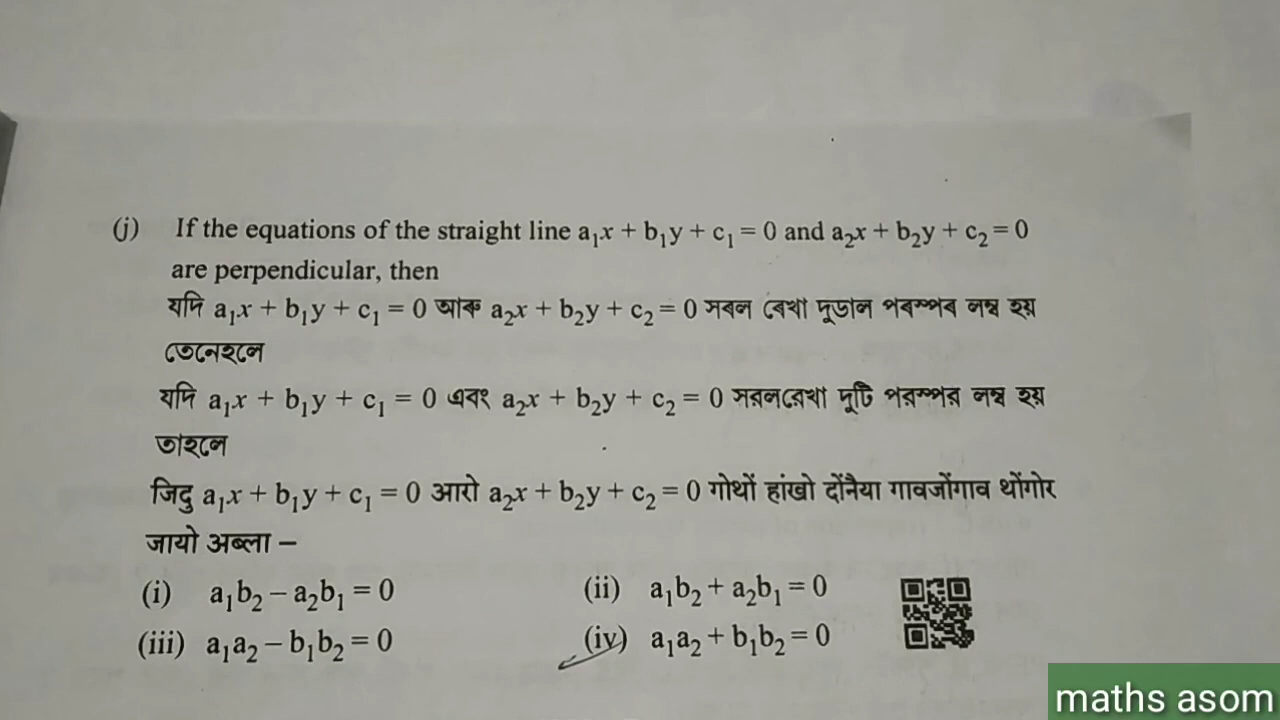 (j) If the equations of the straight line a₁x + b₁y + c₁ = 0 and a₂x + b₂y + c₂ = 0
are perpendicular, then
যদি a₁x + b₁y + c₁ = 0 আৰু a₂x + b₂y + c₂ = 0 সৰল ৰেখা দুডাল পৰস্পৰ লম্ব হয়
তেনেহলে
যদি a₁x + b₁y + c₁ = 0 এবং a₂x + b₂y + c₂ = 0 সরলরেখা দুটি পরস্পর লম্ব হয়
তাহলে
जिदु a₁x + b₁y + c₁ = 0 आरो a₂x + b₂y + c₂ = 0 गोथों हांखो दोंनैया गावजोंगाव थोंगोर
जायो अब्ला –
(i) a₁b₂ – a₂b₁ = 0 (ii) a₁b₂ + a₂b₁ = 0
(iii) a₁a₂ – b₁b₂ = 0 (iv) a₁a₂ + b₁b₂ = 0
maths asom